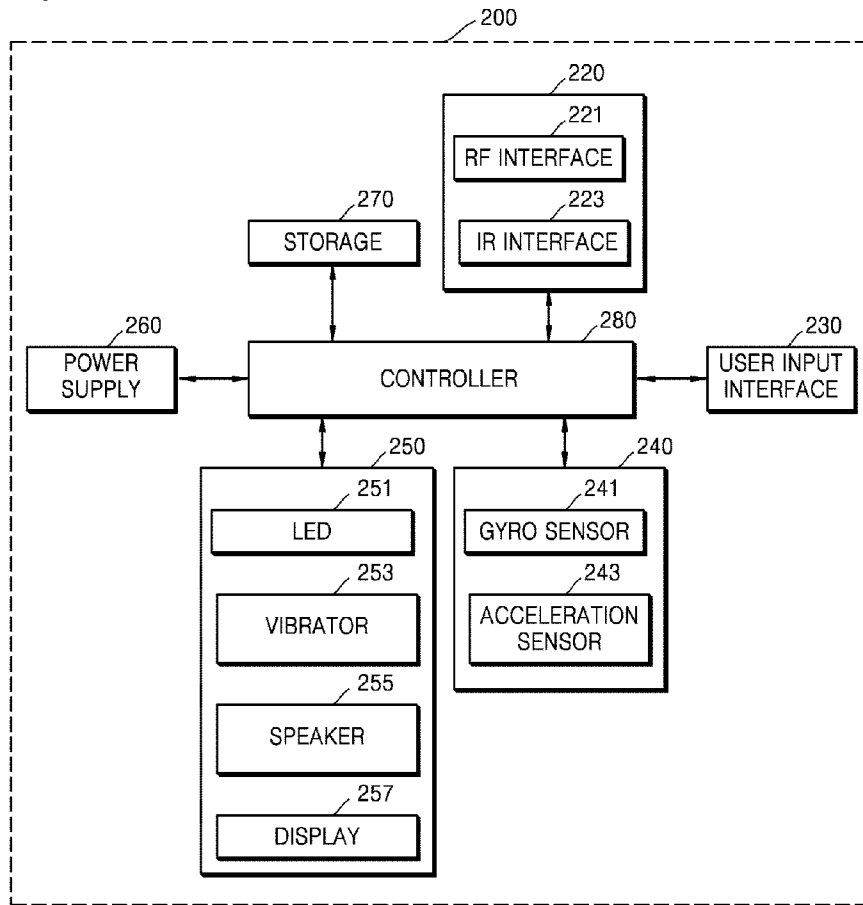 200
220
221
RF INTERFACE
223
IR INTERFACE
270
STORAGE
260
POWER
SUPPLY
280
CONTROLLER
230
USER INPUT
INTERFACE
250
251
LED
253
VIBRATOR
255
SPEAKER
257
DISPLAY
240
241
GYRO SENSOR
243
ACCELERATION
SENSOR